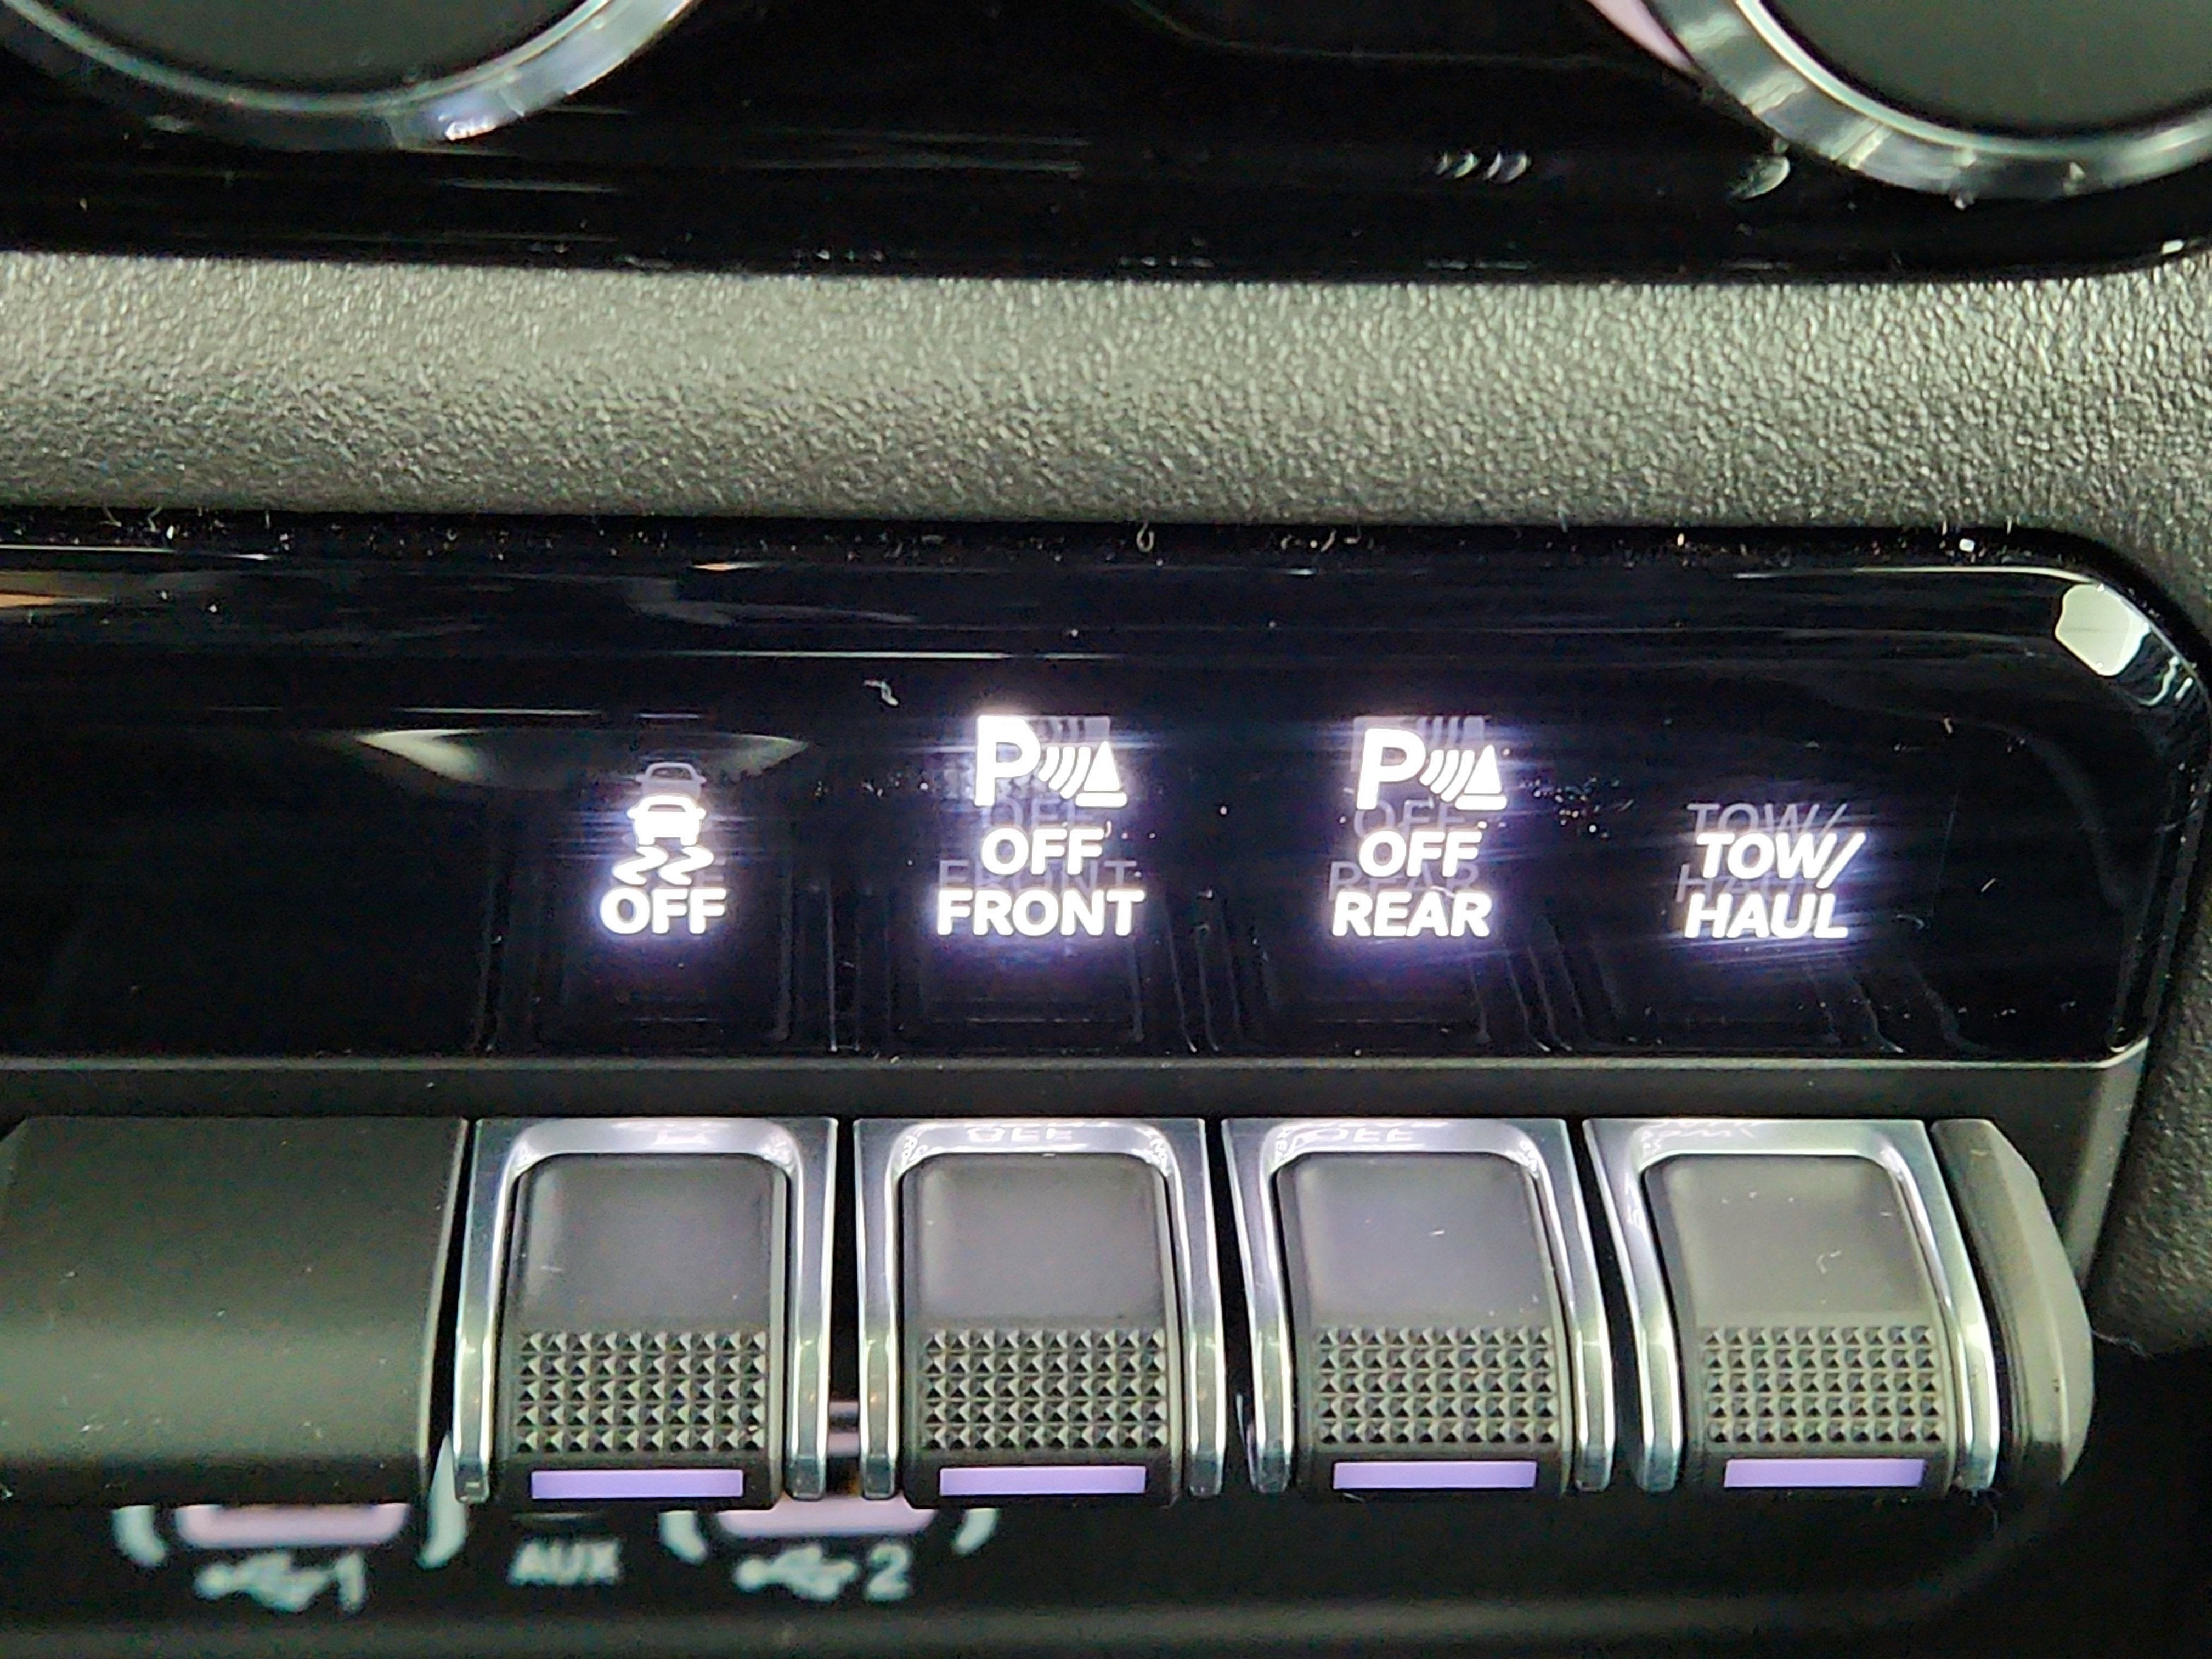 OFF
P
OFF
FRONT
P
OFF
REAR
TOW/
HAUL
1
AUX
2